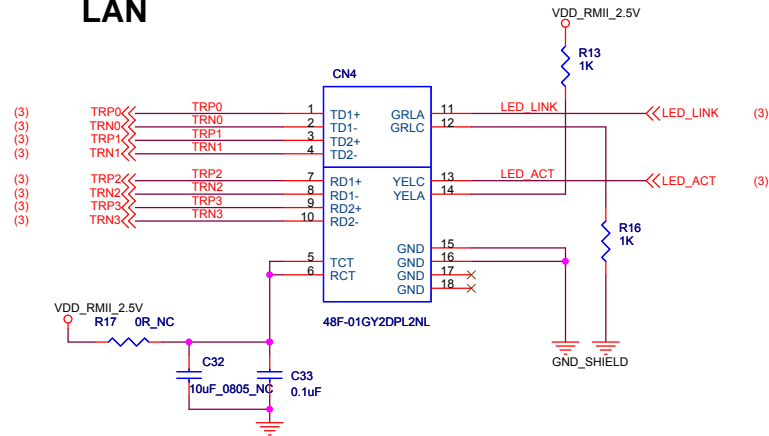 LAN
VDD_RMII_2.5V
R13
1K
CN4
(3) TRP0 TRP0 1 TD1+ GRLA 11 LED_LINK LED_LINK (3)
(3) TRN0 TRN0 2 TD1- GRLC 12
(3) TRP1 TRP1 3 TD2+
(3) TRN1 TRN1 4 TD2-
(3) TRP2 TRP2 7 RD1+ YELC 13 LED_ACT LED_ACT (3)
(3) TRN2 TRN2 8 RD1- YELA 14
(3) TRP3 TRP3 9 RD2+
(3) TRN3 TRN3 10 RD2-
R16
1K
GND 15
5 TCT GND 16
6 RCT GND 17
GND 18
VDD_RMII_2.5V
R17 0R_NC
48F-01GY2DPL2NL
GND_SHIELD
C32
10uF_0805_NC
C33
0.1uF